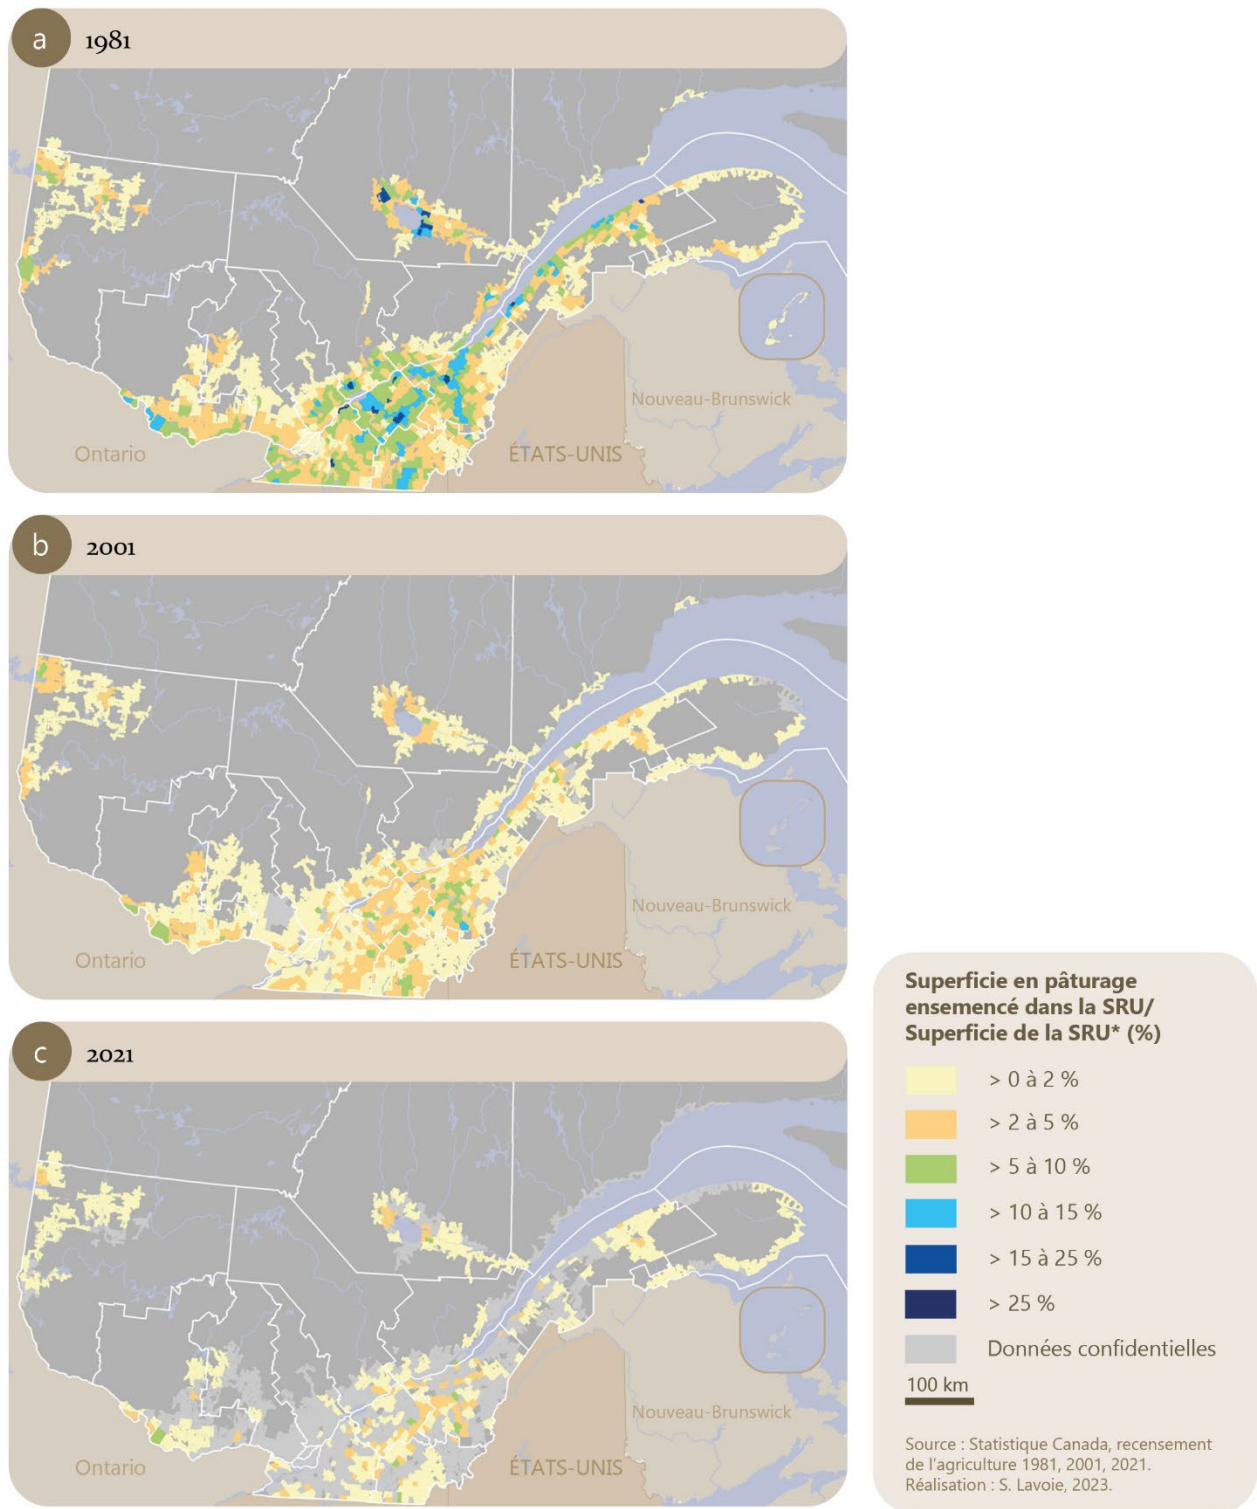 a
1981
Nouveau-Brunswick
Ontario
ÉTATS-UNIS
b
2001
Nouveau-Brunswick
Ontario
ÉTATS-UNIS
c
2021
Nouveau-Brunswick
Ontario
ÉTATS-UNIS
Superficie en pâturage
ensemencé dans la SRU/
Superficie de la SRU* (%)
> 0 à 2 %
> 2 à 5 %
> 5 à 10 %
> 10 à 15 %
> 15 à 25 %
> 25 %
Données confidentielles
100 km
Source : Statistique Canada, recensement
de l’agriculture 1981, 2001, 2021.
Réalisation : S. Lavoie, 2023.